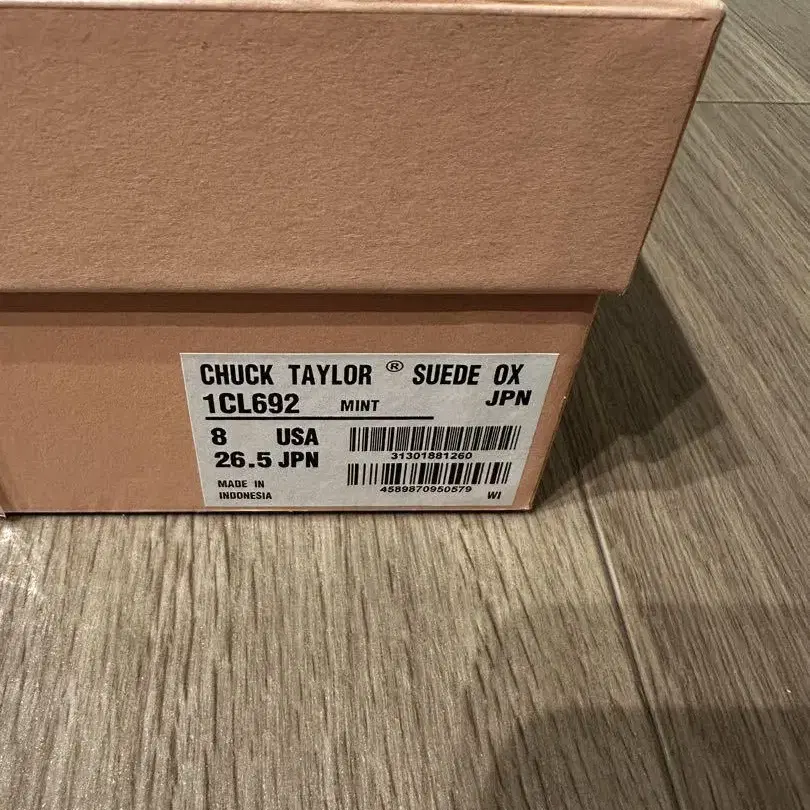 CHUCK TAYLOR ® SUEDE OX
1CL692 MINT JPN
8 USA
26.5 JPN
31301881260
4589870950579
MADE IN
INDONESIA
WI